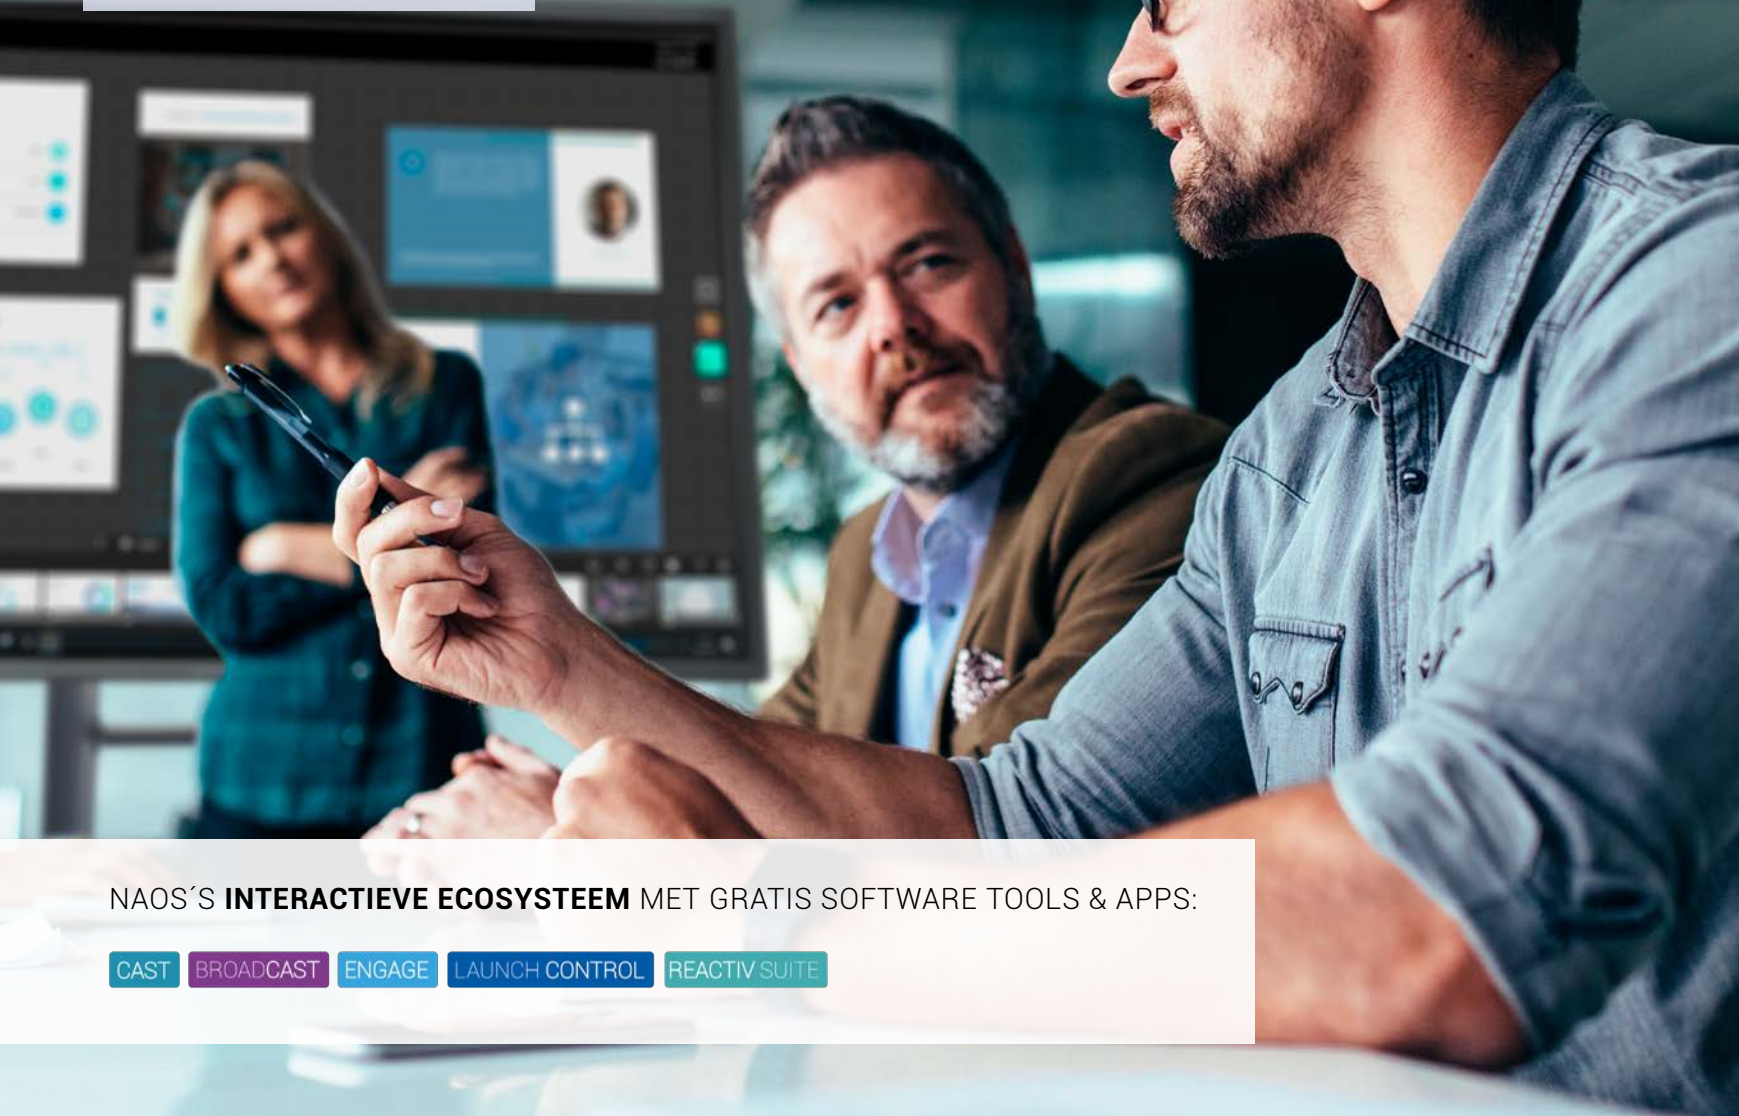 NAOS´S INTERACTIEVE ECOSYSTEEM MET GRATIS SOFTWARE TOOLS & APPS:
CAST BROADCAST ENGAGE LAUNCH CONTROL REACTIV SUITE